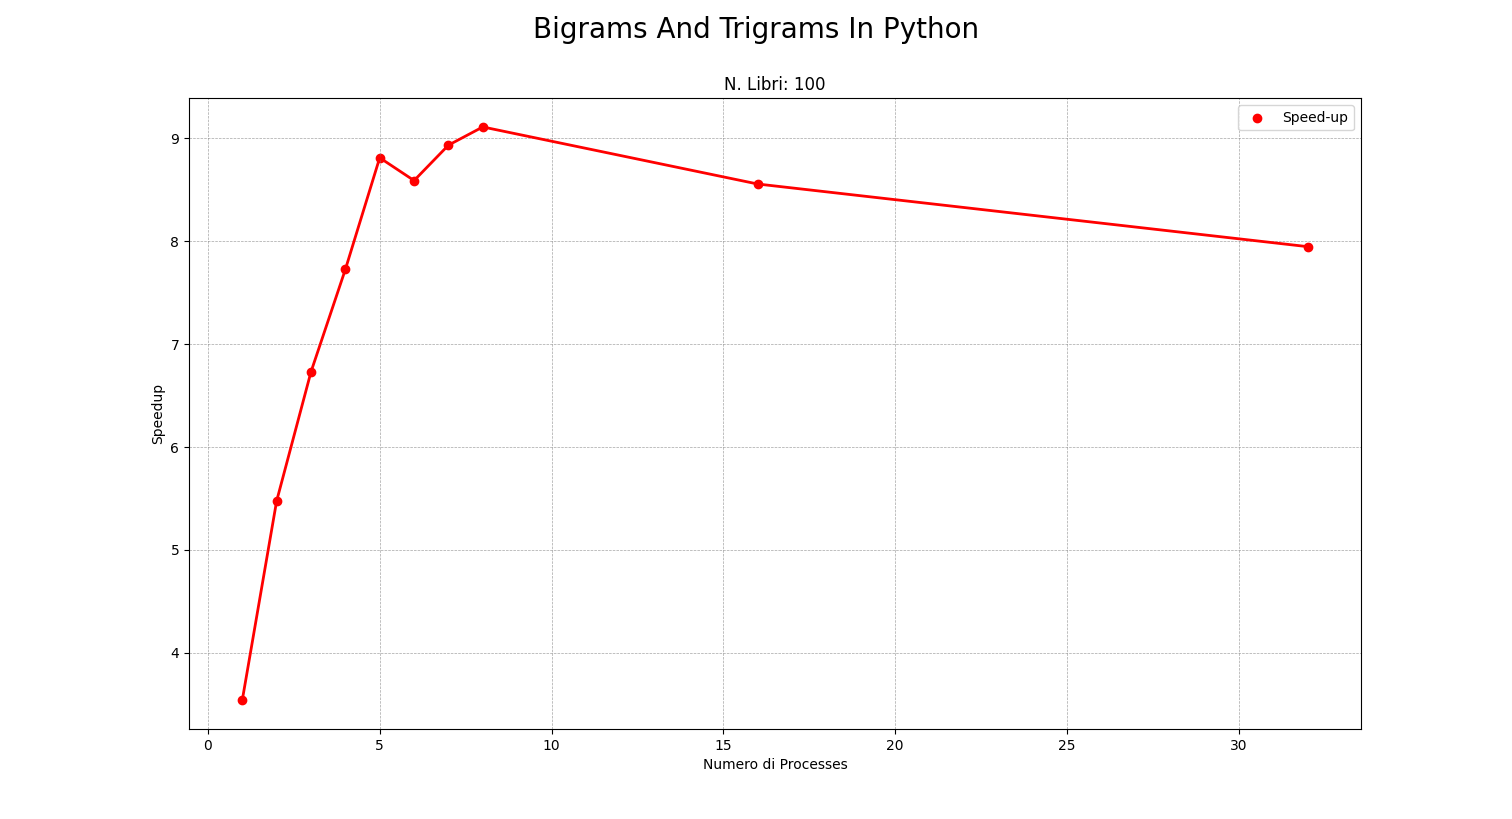 Bigrams And Trigrams In Python
N. Libri: 100
Speed-up
9
8
7
6
5
4
Speedup
0 5 10 15 20 25 30
Numero di Processes